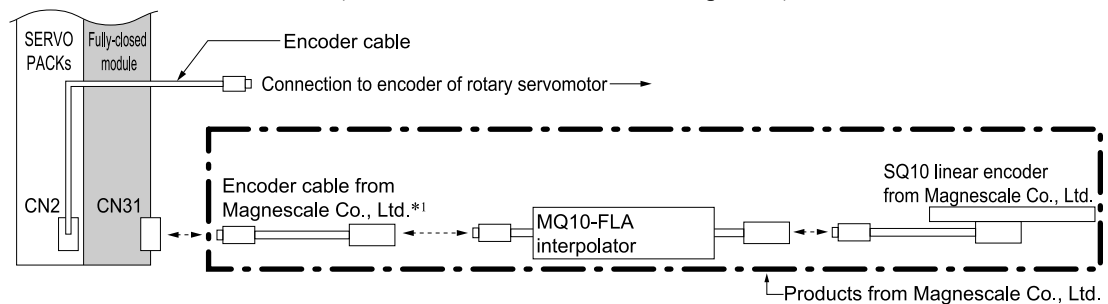 SERVO
PACKs
Fully-closed
module
Encoder cable
Connection to encoder of rotary servomotor
CN2
CN31
Encoder cable from
Magnescale Co., Ltd.*1
MQ10-FLA
interpolator
SQ10 linear encoder
from Magnescale Co., Ltd.
Products from Magnescale Co., Ltd.